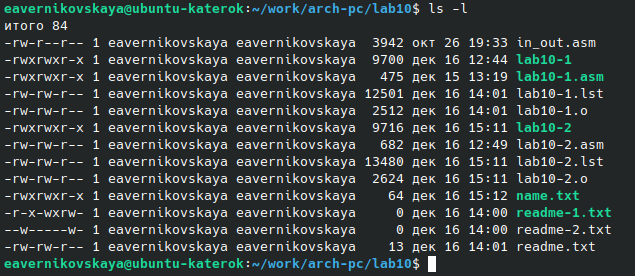 eavernikovskaya@ubuntu-katerok:~/work/arch-pc/lab10$ ls -l
итого 84
-rw-r--r-- 1 eavernikovskaya eavernikovskaya  3942 окт 26 19:33 in_out.asm
-rwxrwxr-x 1 eavernikovskaya eavernikovskaya  9700 дек 16 12:44 lab10-1
-rwxrwxr-x 1 eavernikovskaya eavernikovskaya   475 дек 15 13:19 lab10-1.asm
-rw-rw-r-- 1 eavernikovskaya eavernikovskaya 12501 дек 16 14:01 lab10-1.lst
-rw-rw-r-- 1 eavernikovskaya eavernikovskaya  2512 дек 16 14:01 lab10-1.o
-rwxrwxr-x 1 eavernikovskaya eavernikovskaya  9716 дек 16 15:11 lab10-2
-rw-rw-r-- 1 eavernikovskaya eavernikovskaya   682 дек 16 12:49 lab10-2.asm
-rw-rw-r-- 1 eavernikovskaya eavernikovskaya 13480 дек 16 15:11 lab10-2.lst
-rw-rw-r-- 1 eavernikovskaya eavernikovskaya  2624 дек 16 15:11 lab10-2.o
-rwxrwxr-x 1 eavernikovskaya eavernikovskaya    64 дек 16 15:12 name.txt
-r-x-wxrw- 1 eavernikovskaya eavernikovskaya     0 дек 16 14:00 readme-1.txt
--w-----w- 1 eavernikovskaya eavernikovskaya     0 дек 16 14:00 readme-2.txt
-rw-rw-r-- 1 eavernikovskaya eavernikovskaya    13 дек 16 14:01 readme.txt
eavernikovskaya@ubuntu-katerok:~/work/arch-pc/lab10$